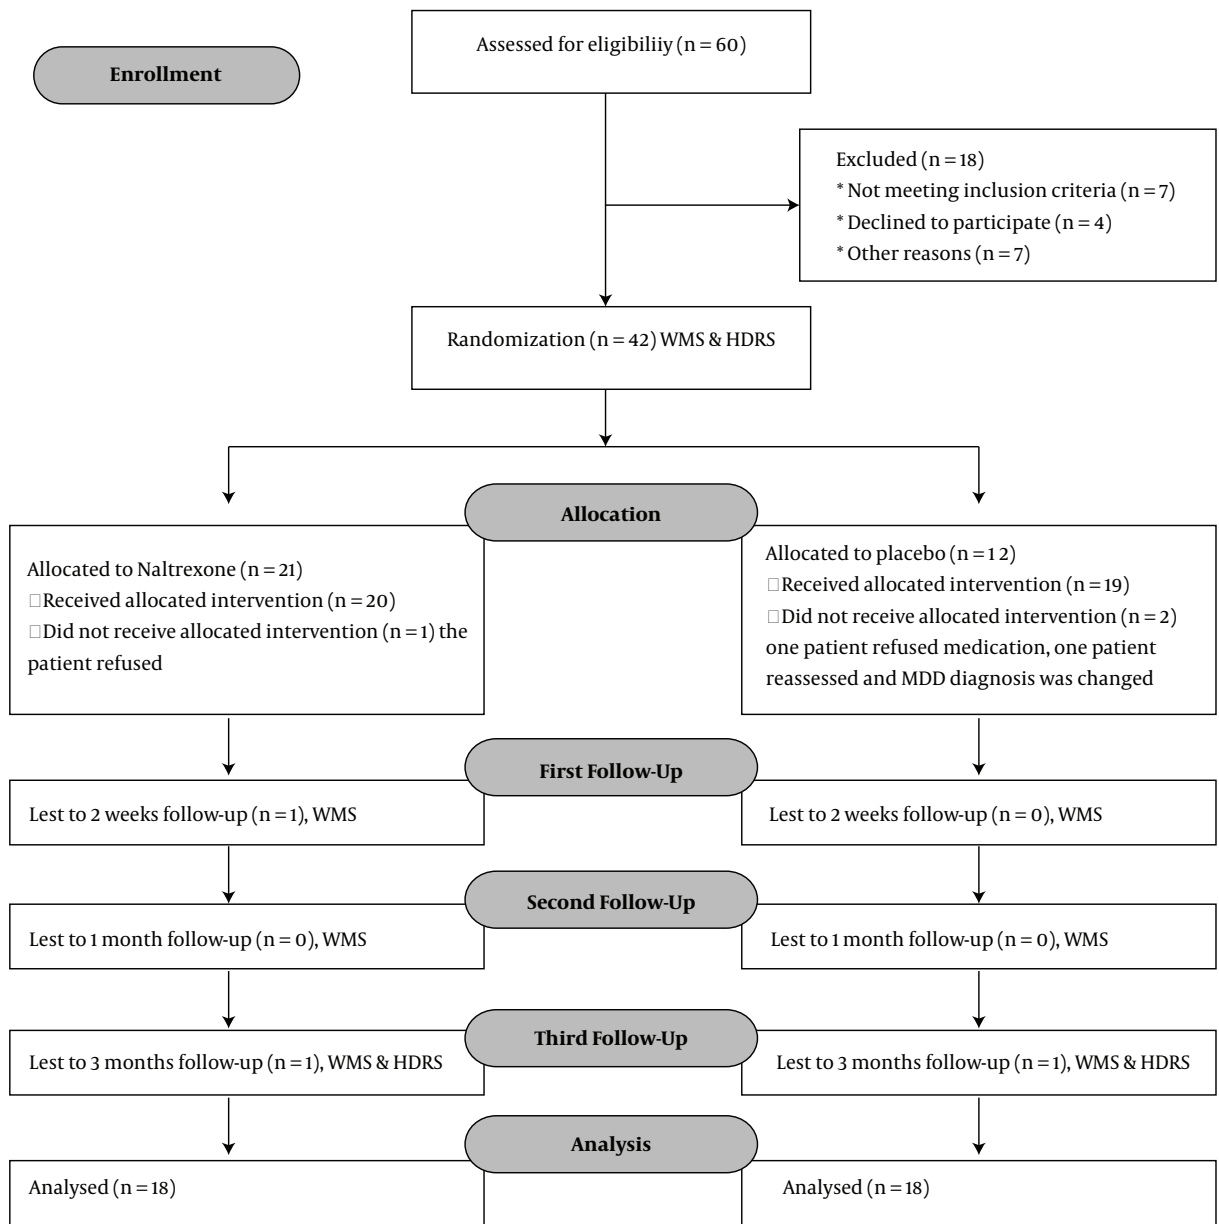 Assessed for eligibiliiy (n = 60)
Enrollment
Excluded (n = 18)
* Not meeting inclusion criteria (n = 7)
* Declined to participate (n = 4)
* Other reasons (n = 7)
Randomization (n = 42) WMS & HDRS
Allocation
Allocated to Naltrexone (n = 21)
□Received allocated intervention (n = 20)
□Did not receive allocated intervention (n = 1) the
patient refused
Allocated to placebo (n = 1 2)
□Received allocated intervention (n = 19)
□Did not receive allocated intervention (n = 2)
one patient refused medication, one patient
reassessed and MDD diagnosis was changed
First Follow-Up
Lest to 2 weeks follow-up (n = 1), WMS
Lest to 2 weeks follow-up (n = 0), WMS
Second Follow-Up
Lest to 1 month follow-up (n = 0), WMS
Lest to 1 month follow-up (n = 0), WMS
Third Follow-Up
Lest to 3 months follow-up (n = 1), WMS & HDRS
Lest to 3 months follow-up (n = 1), WMS & HDRS
Analysis
Analysed (n = 18)
Analysed (n = 18)